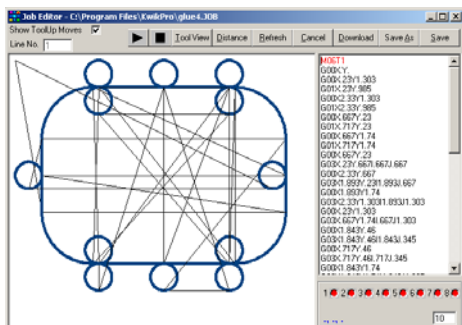 Job Editor - C:\Program Files\KwikPro\glue4.JOB
Show ToolUp Moves
Line No. 1
Tool View Distance Refresh Cancel Download Save As Save
M06T1
G00X.Y.
G00X.23Y1.303
G01X.23Y.985
G00X2.33Y1.303
G01X2.33Y.985
G00X.667Y.23
G01X1.717Y.23
G00X.667Y1.74
G01X1.717Y1.74
G00X.667Y.23
G03X.23Y.667I.667J.667
G00X2.33Y.667
G03X1.893Y.23I1.893J.667
G00X1.893Y1.74
G03X2.33Y1.303I1.893J1.303
G00X.23Y1.303
G03X.667Y1.74I.667J1.303
G00X1.843Y.46
G03X1.843Y.46I1.843J.345
G00X.717Y.46
G03X.717Y.46I.717J.345
G00X1.843Y1.74
1 2 3 4 5 6 7 8
10